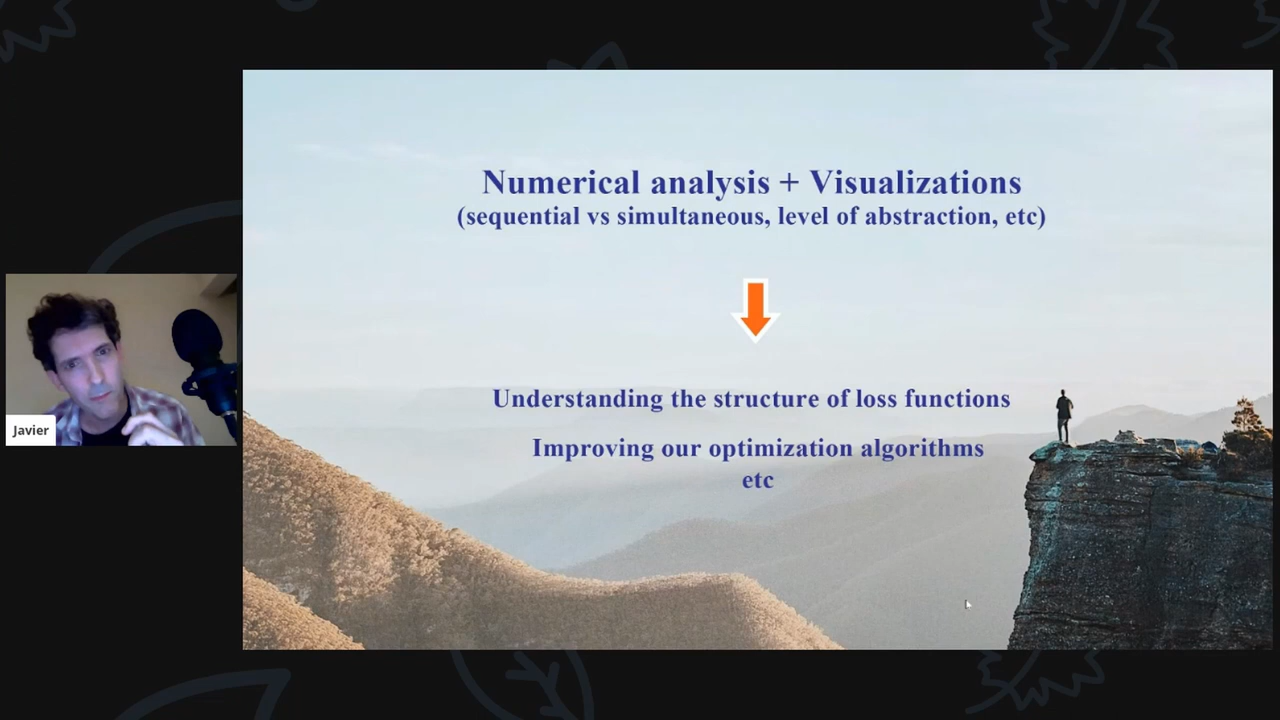 Numerical analysis + Visualizations
(sequential vs simultaneous, level of abstraction, etc)
Understanding the structure of loss functions
Improving our optimization algorithms
etc
Javier